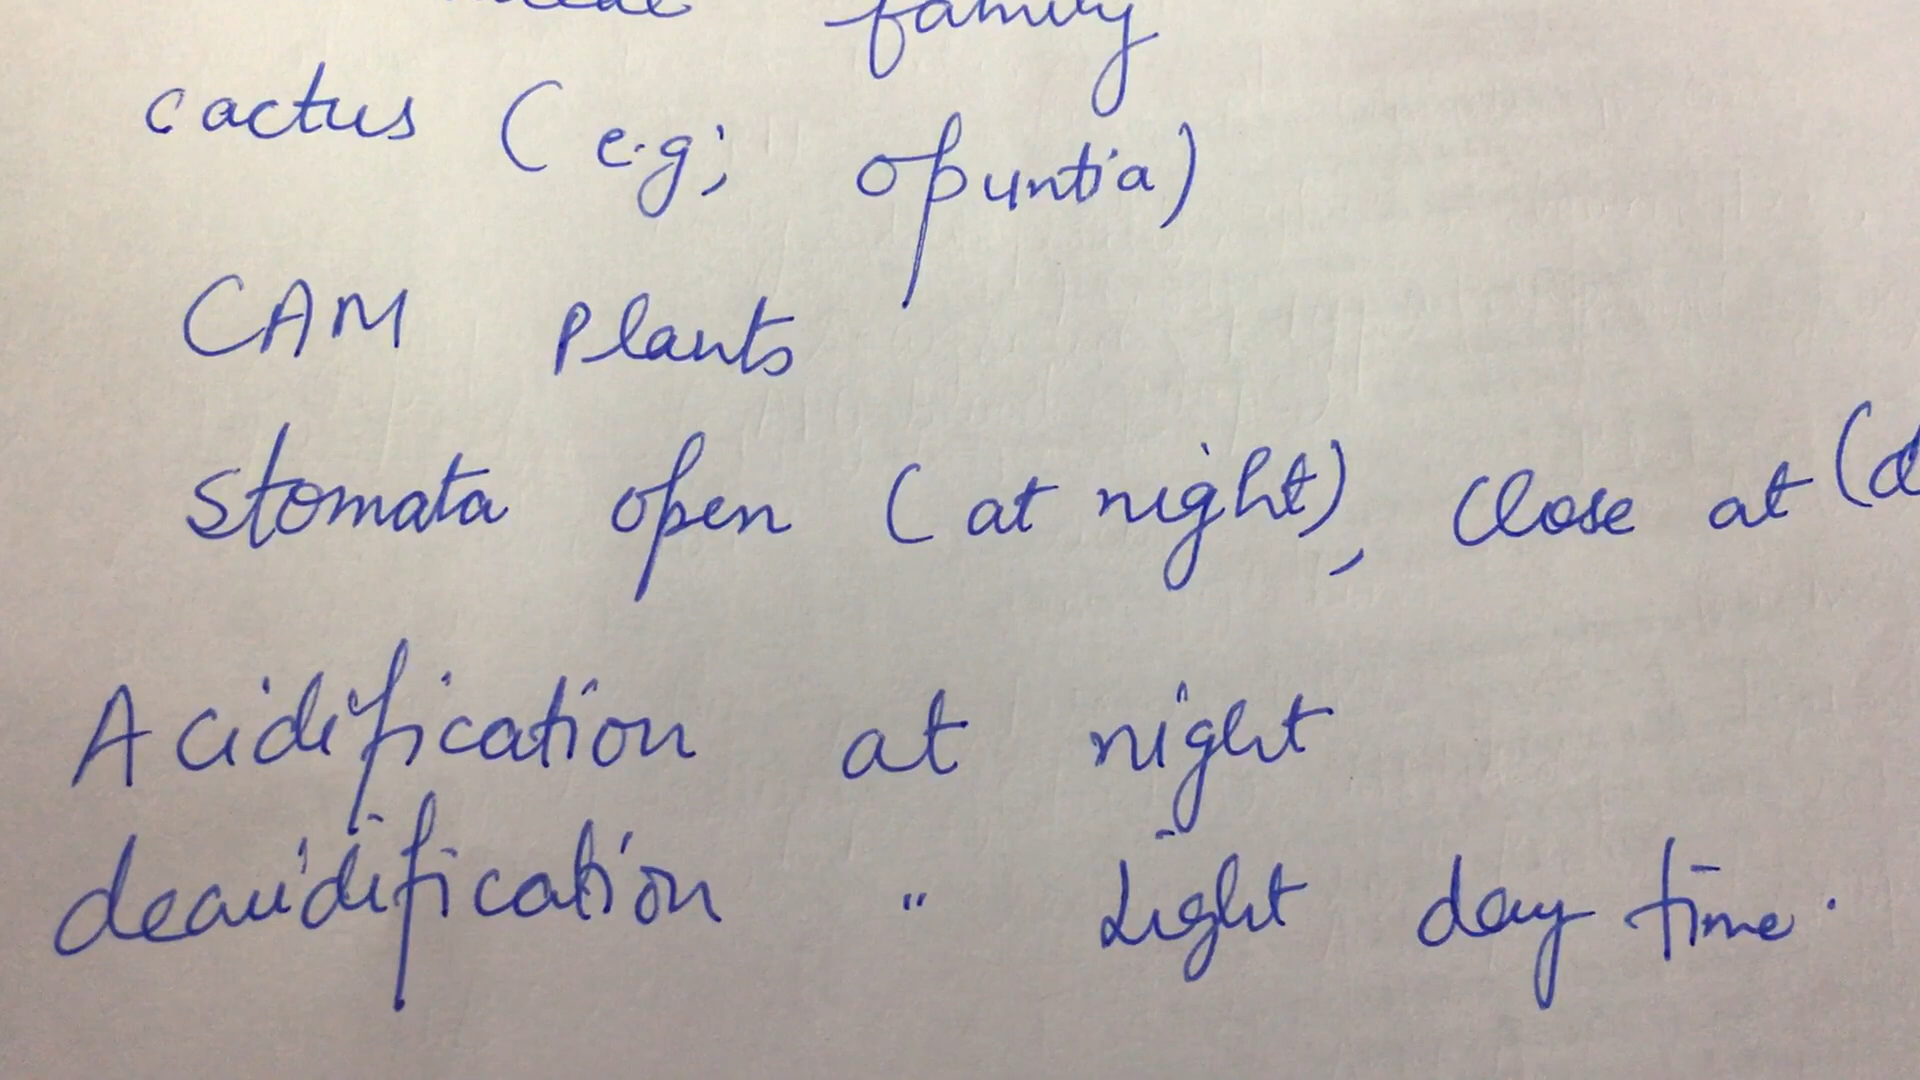 family
cactus (e.g; opuntia)
CAM Plants
stomata open (at night), close at (d
Acidification at night
deacidification " Light day time.